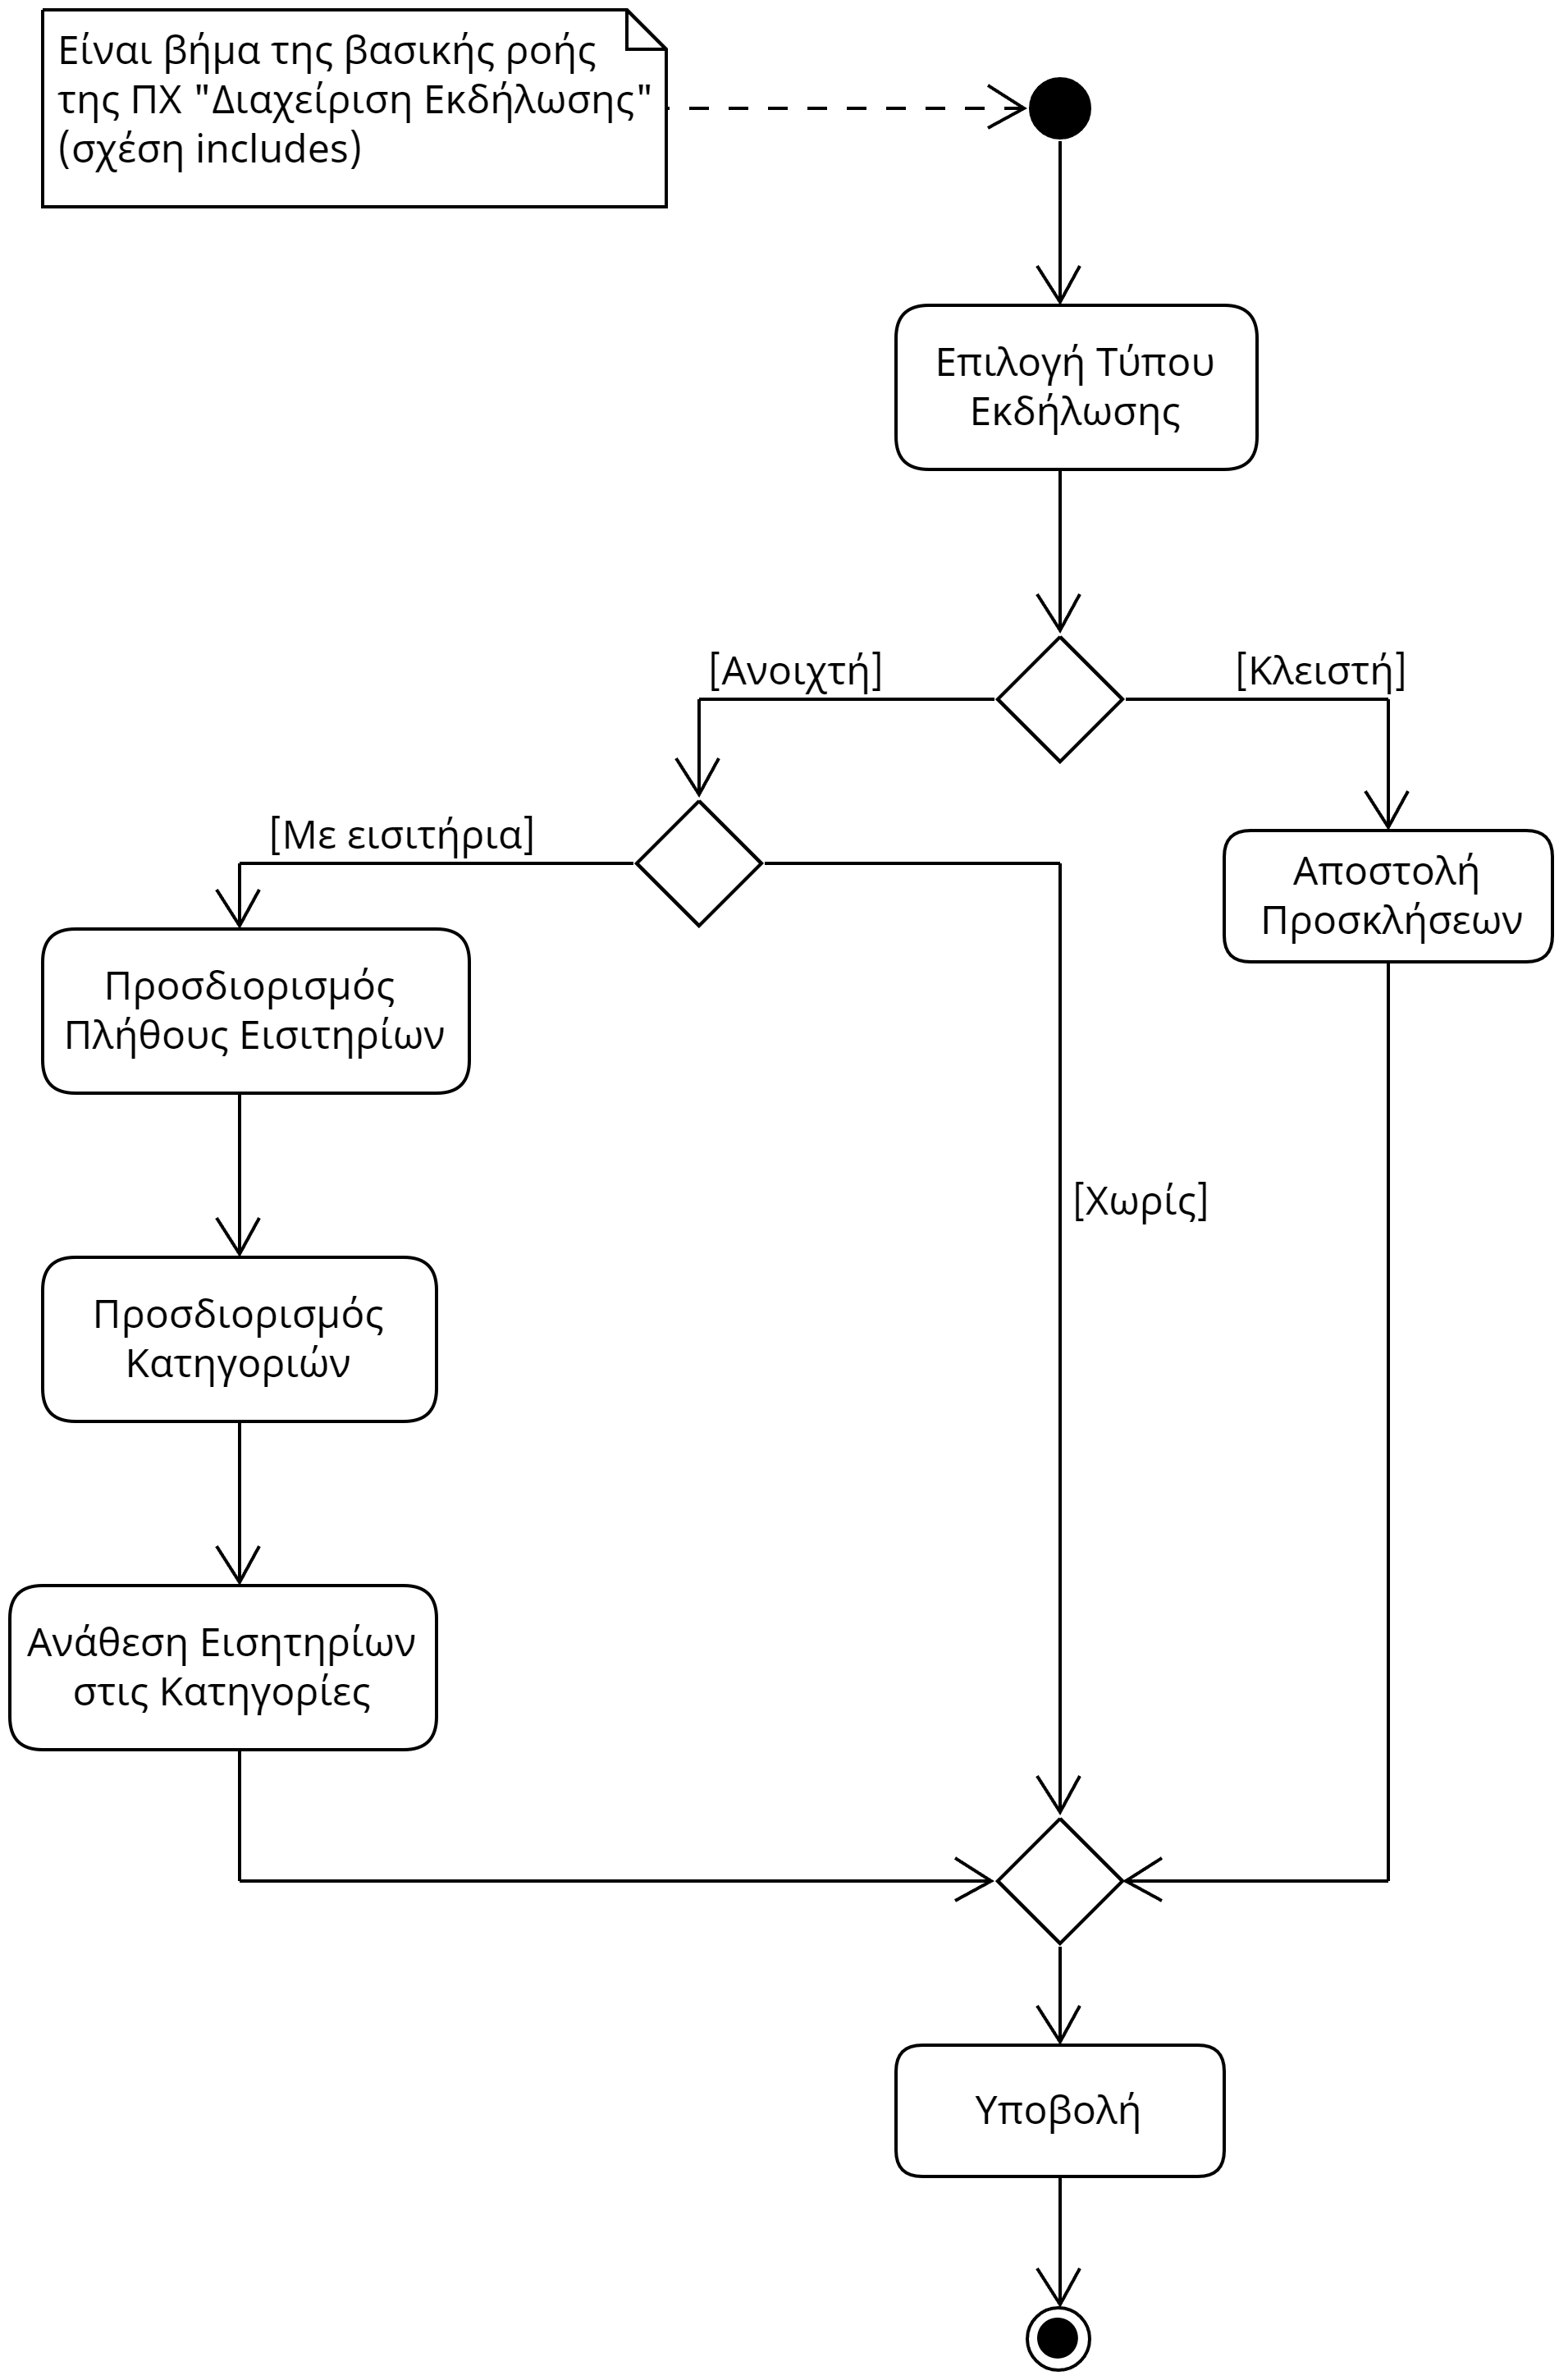 Είναι βήμα της βασικής ροής
της ΠΧ "Διαχείριση Εκδήλωσης"
(σχέση includes)
Επιλογή Τύπου
Εκδήλωσης
[Ανοιχτή]
[Κλειστή]
[Με εισιτήρια]
Αποστολή
Προσκλήσεων
Προσδιορισμός
Πλήθους Εισιτηρίων
[Χωρίς]
Προσδιορισμός
Κατηγοριών
Ανάθεση Εισητηρίων
στις Κατηγορίες
Υποβολή